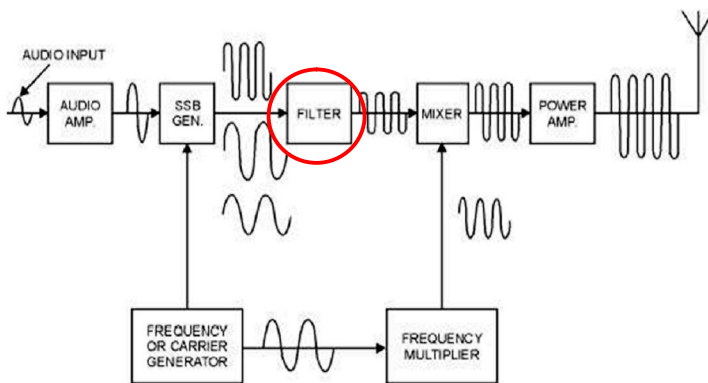 AUDIO INPUT
AUDIO
AMP.
SSB
GEN.
FILTER
MIXER
POWER
AMP.
FREQUENCY
OR CARRIER
GENERATOR
FREQUENCY
MULTIPLIER